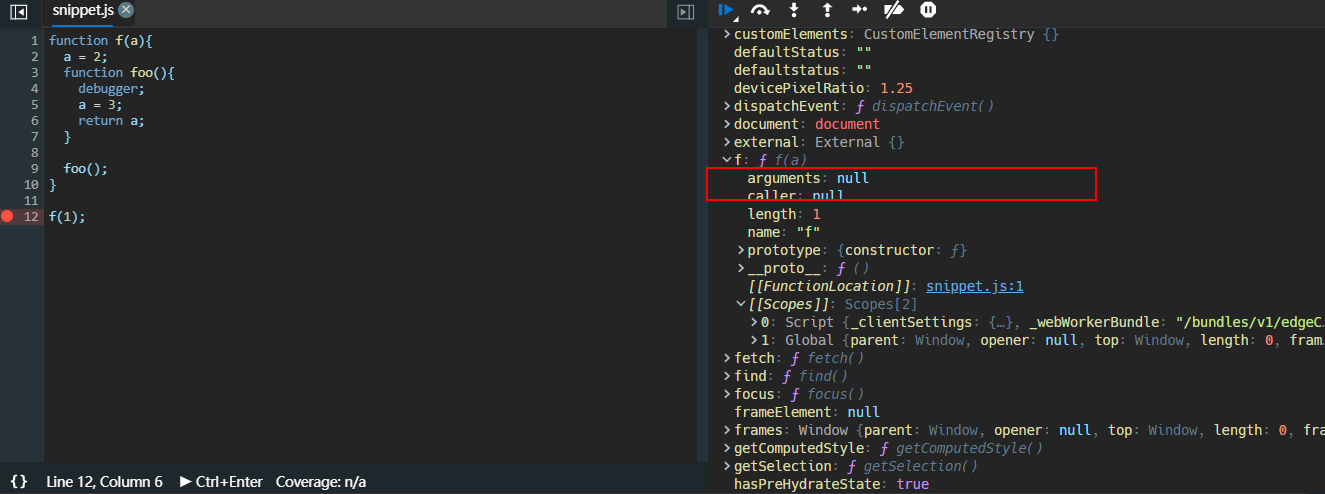 snippet.js
1 function f(a){
2 a = 2;
3 function foo(){
4 debugger;
5 a = 3;
6 return a;
7 }
8
9 foo();
10 }
11
12 f(1);
{} Line 12, Column 6 ▶ Ctrl+Enter Coverage: n/a
customElements: CustomElementRegistry {}
defaultStatus: ""
defaultstatus: ""
devicePixelRatio: 1.25
dispatchEvent: ƒ dispatchEvent()
document: document
external: External {}
f: ƒ f(a)
arguments: null
caller: null
length: 1
name: "f"
prototype: {constructor: ƒ}
__proto__: ƒ ()
[[FunctionLocation]]: snippet.js:1
[[Scopes]]: Scopes[2]
0: Script {_clientSettings: {…}, _webWorkerBundle: "/bundles/v1/edgeC…
1: Global {parent: Window, opener: null, top: Window, length: 0, fram…
fetch: ƒ fetch()
find: ƒ find()
focus: ƒ focus()
frameElement: null
frames: Window {parent: Window, opener: null, top: Window, length: 0, fra
getComputedStyle: ƒ getComputedStyle()
getSelection: ƒ getSelection()
hasPreHydrateState: true